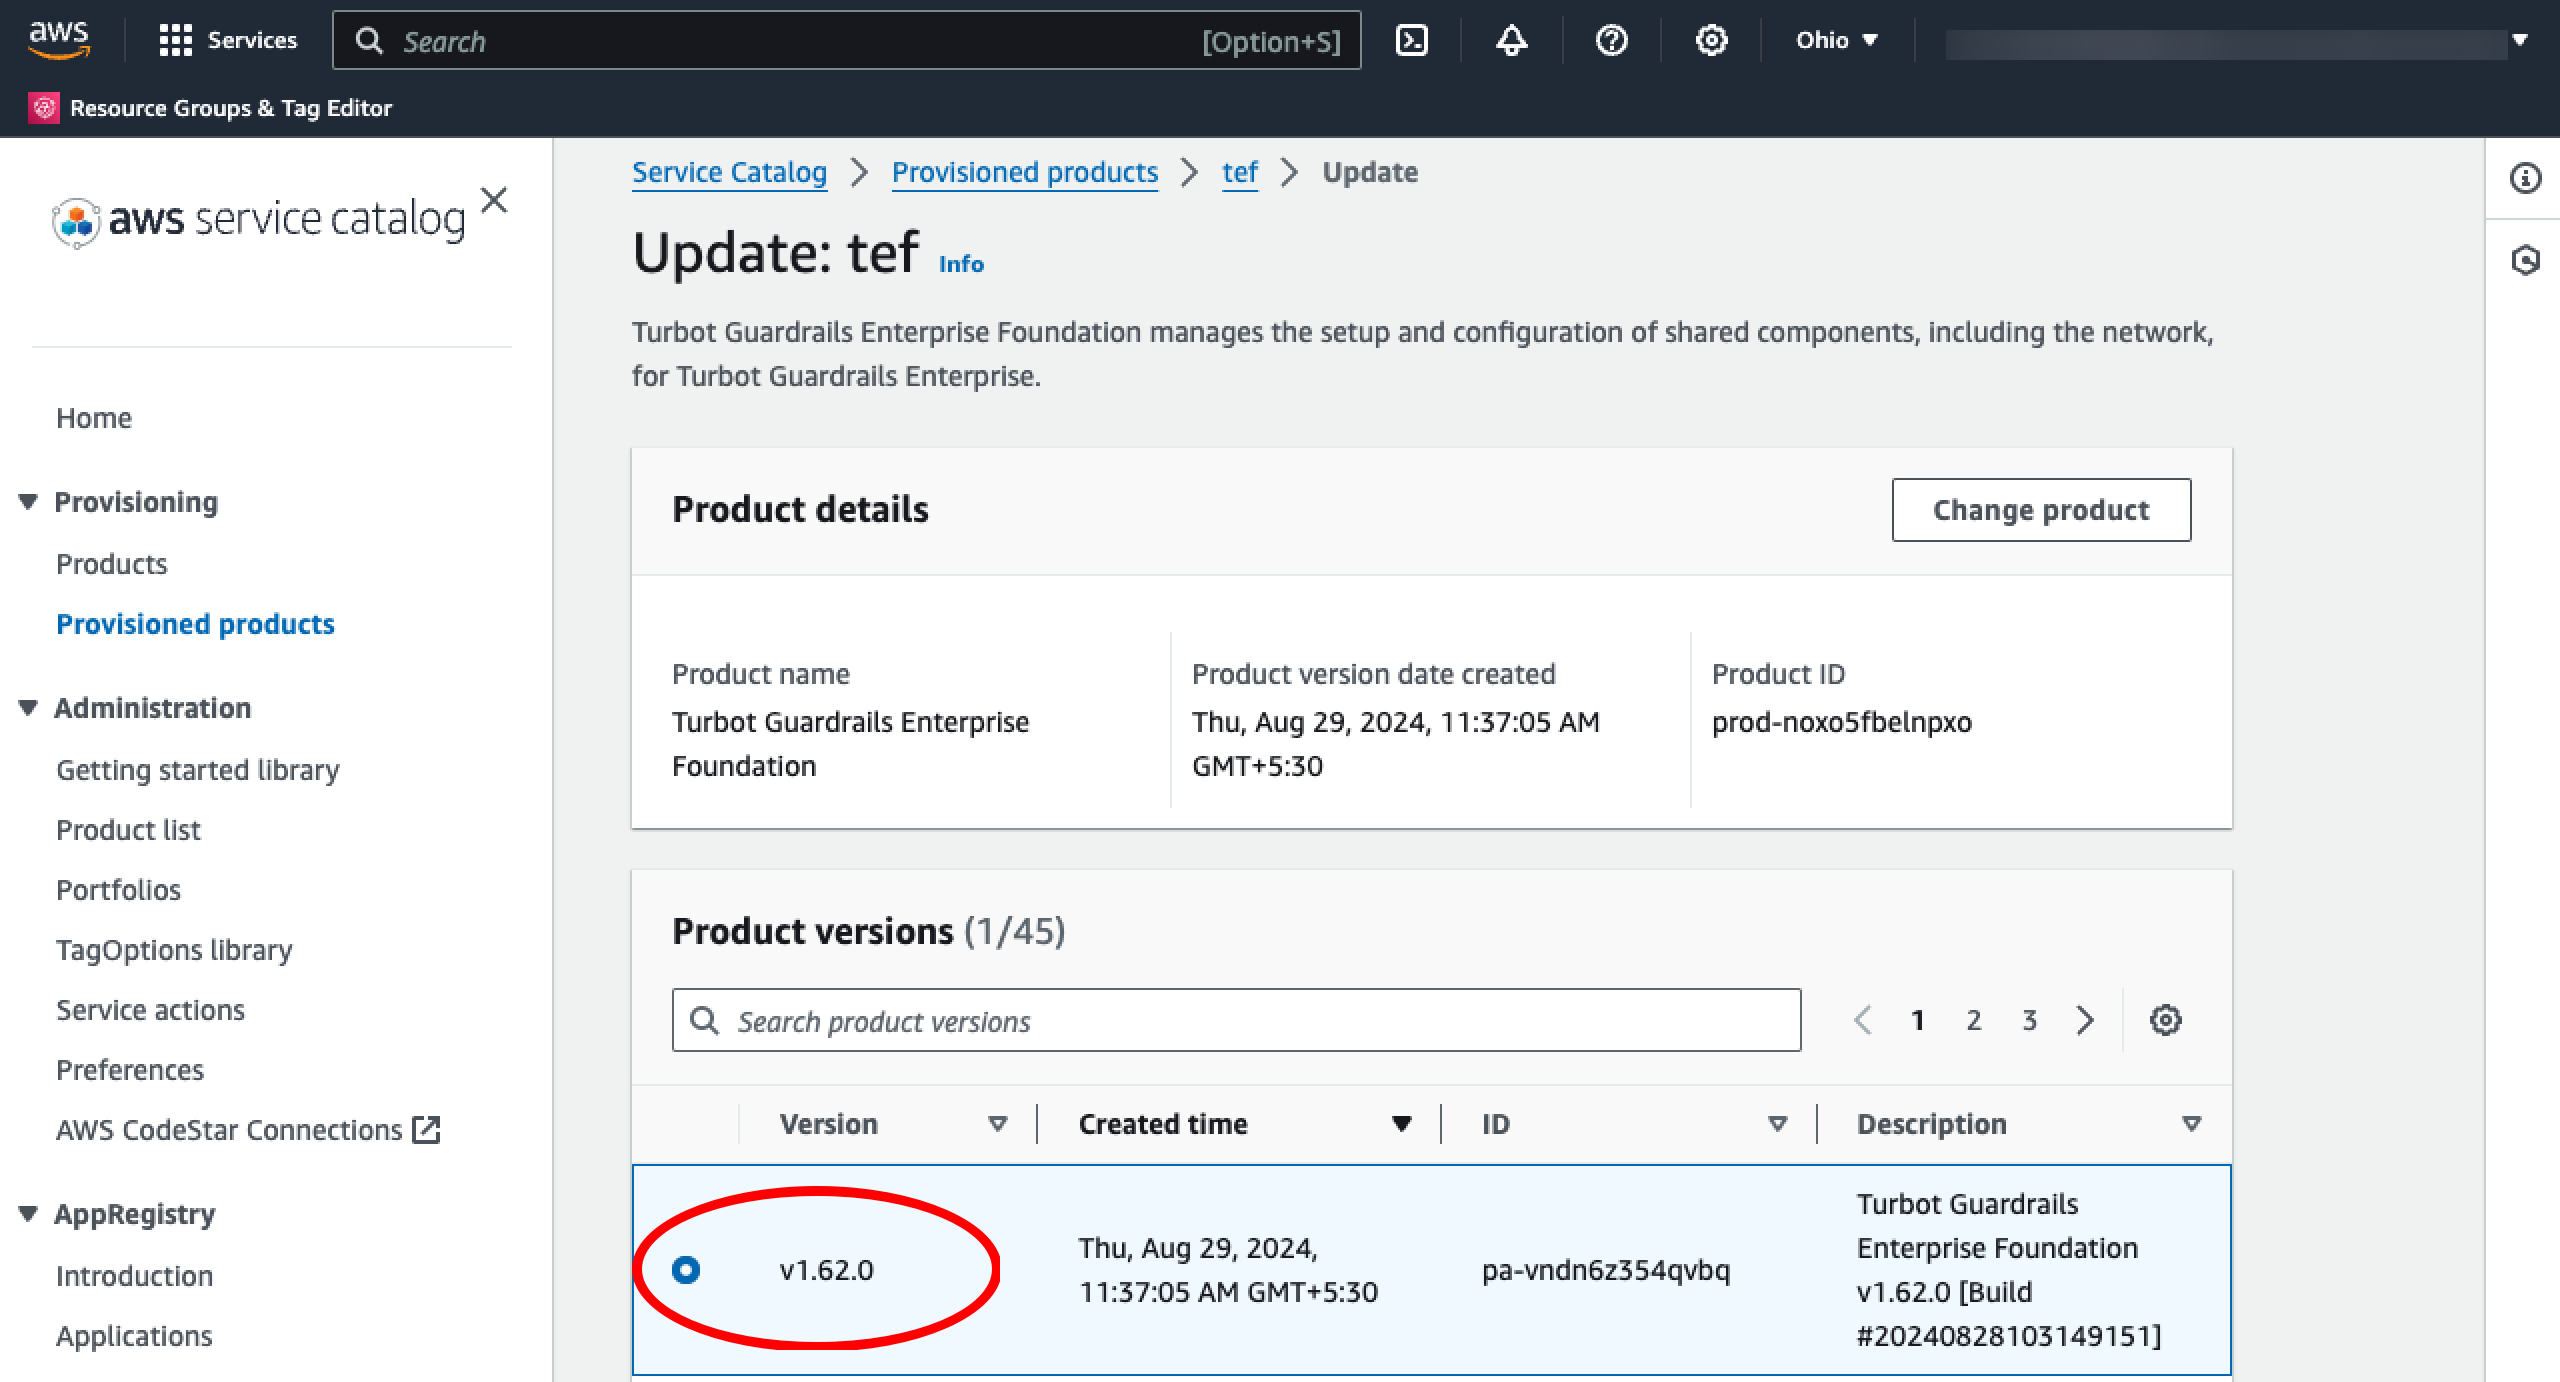 aws
Services
Search
[Option+S]
Ohio
Resource Groups & Tag Editor
aws service catalog
Home
Provisioning
Products
Provisioned products
Administration
Getting started library
Product list
Portfolios
TagOptions library
Service actions
Preferences
AWS CodeStar Connections
AppRegistry
Introduction
Applications
Service Catalog
Provisioned products
tef
Update
Update: tef Info
Turbot Guardrails Enterprise Foundation manages the setup and configuration of shared components, including the network,
for Turbot Guardrails Enterprise.
Product details
Change product
Product name
Turbot Guardrails Enterprise
Foundation
Product version date created
Thu, Aug 29, 2024, 11:37:05 AM
GMT+5:30
Product ID
prod-noxo5fbelnpxo
Product versions (1/45)
Search product versions
1 2 3
Version
Created time
ID
Description
v1.62.0
Thu, Aug 29, 2024,
11:37:05 AM GMT+5:30
pa-vndn6z354qvbq
Turbot Guardrails
Enterprise Foundation
v1.62.0 [Build
#20240828103149151]